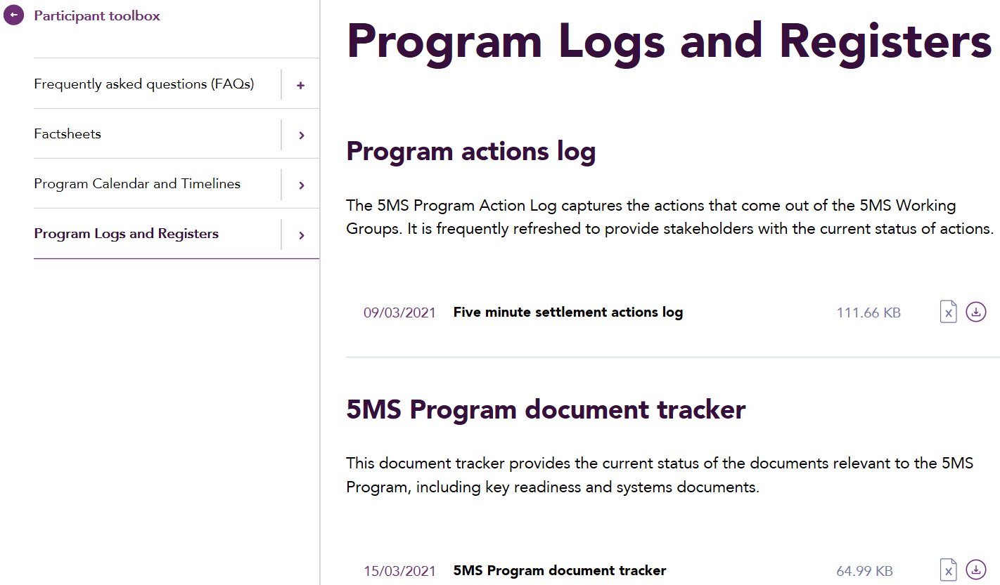 Participant toolbox
Frequently asked questions (FAQs)
Factsheets
Program Calendar and Timelines
Program Logs and Registers
Program Logs and Registers
Program actions log
The 5MS Program Action Log captures the actions that come out of the 5MS Working
Groups. It is frequently refreshed to provide stakeholders with the current status of actions.
09/03/2021 Five minute settlement actions log 111.66 KB
5MS Program document tracker
This document tracker provides the current status of the documents relevant to the 5MS
Program, including key readiness and systems documents.
15/03/2021 5MS Program document tracker 64.99 KB